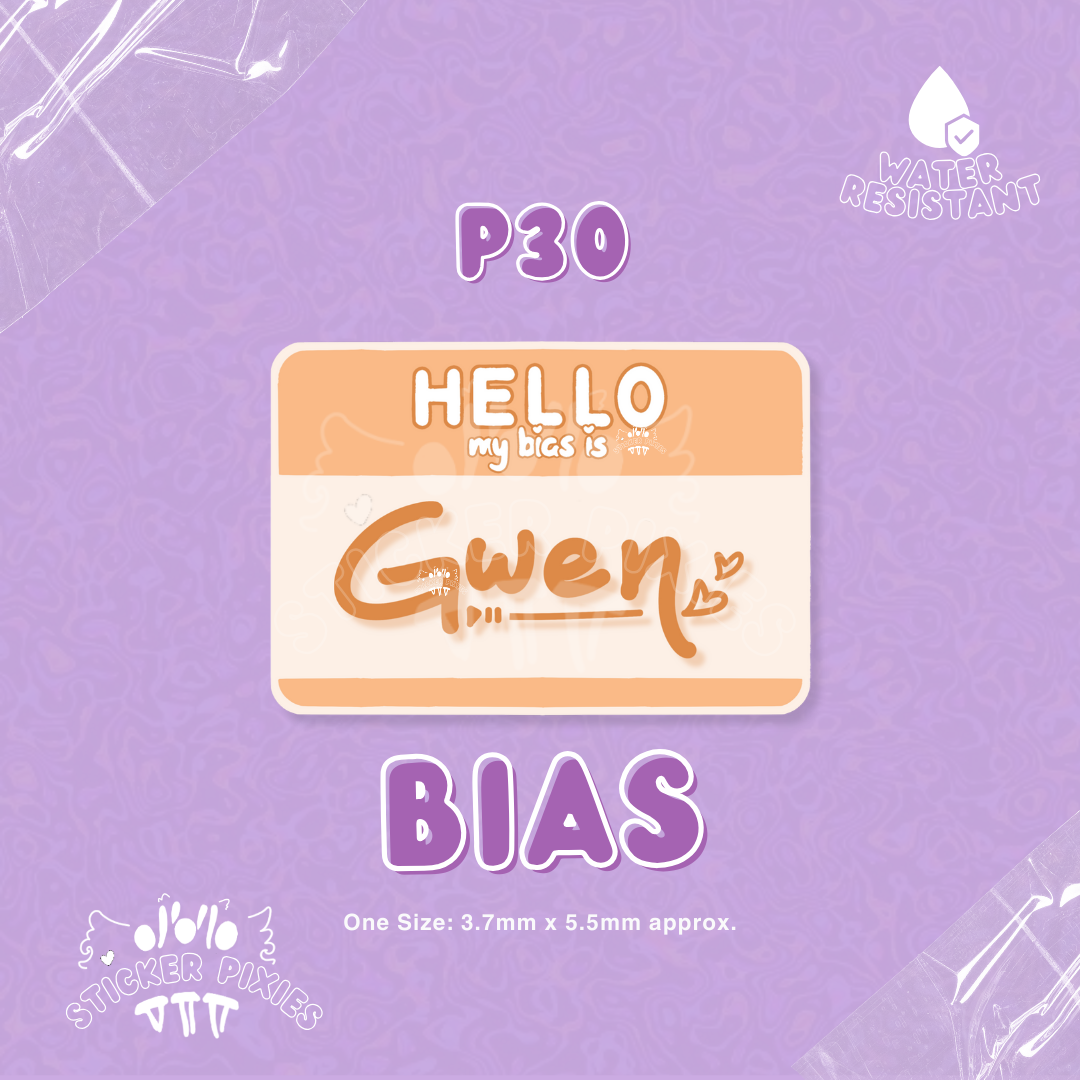 WATER
RESISTANT
P30
HELLO
my bias is
Gwen
BIAS
One Size: 3.7mm x 5.5mm approx.
STICKER PIXIES